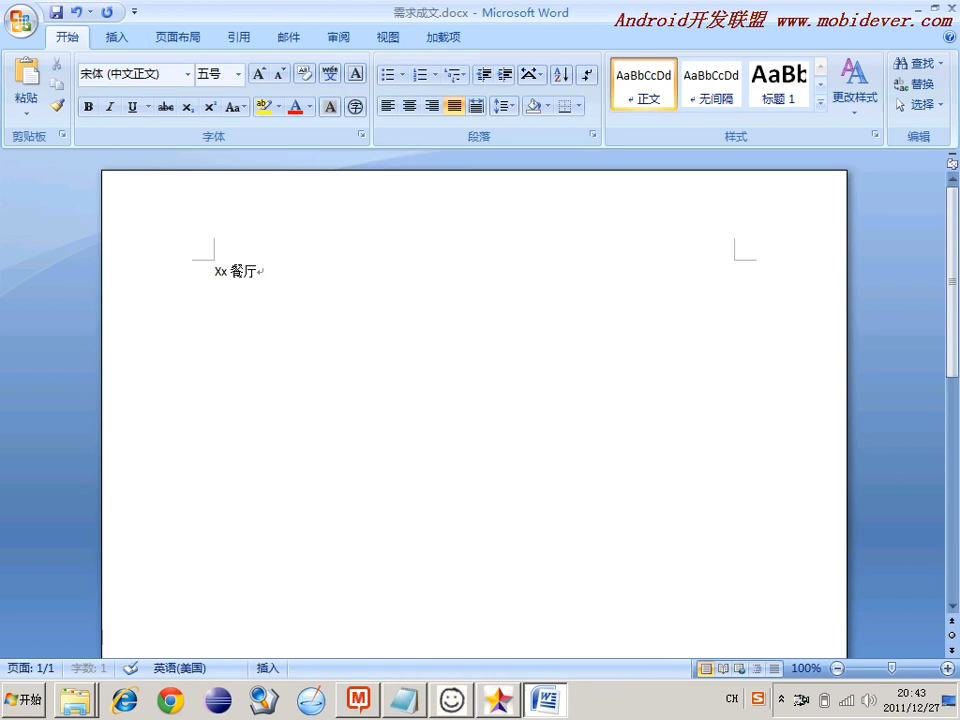 需求成文.docx - Microsoft Word
Android开发联盟 www.mobidever.com
开始 插入 页面布局 引用 邮件 审阅 视图 加载项
粘贴
宋体 (中文正文) 五号
AaBbCcDd AaBbCcDd AaBb
正文 无间隔 标题 1
更改样式
查找
替换
选择
剪贴板 字体 段落 样式 编辑
Xx 餐厅
页面: 1/1 字数: 1 英语(美国) 插入 100%
开始 CH 20:43
2011/12/27